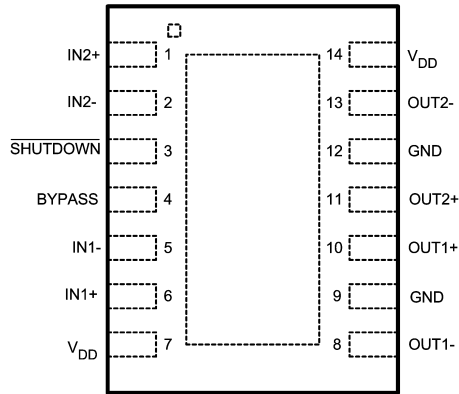 IN2+ 1 14 VDD
IN2- 2 13 OUT2-
SHUTDOWN 3 12 GND
BYPASS 4 11 OUT2+
IN1- 5 10 OUT1+
IN1+ 6 9 GND
VDD 7 8 OUT1-